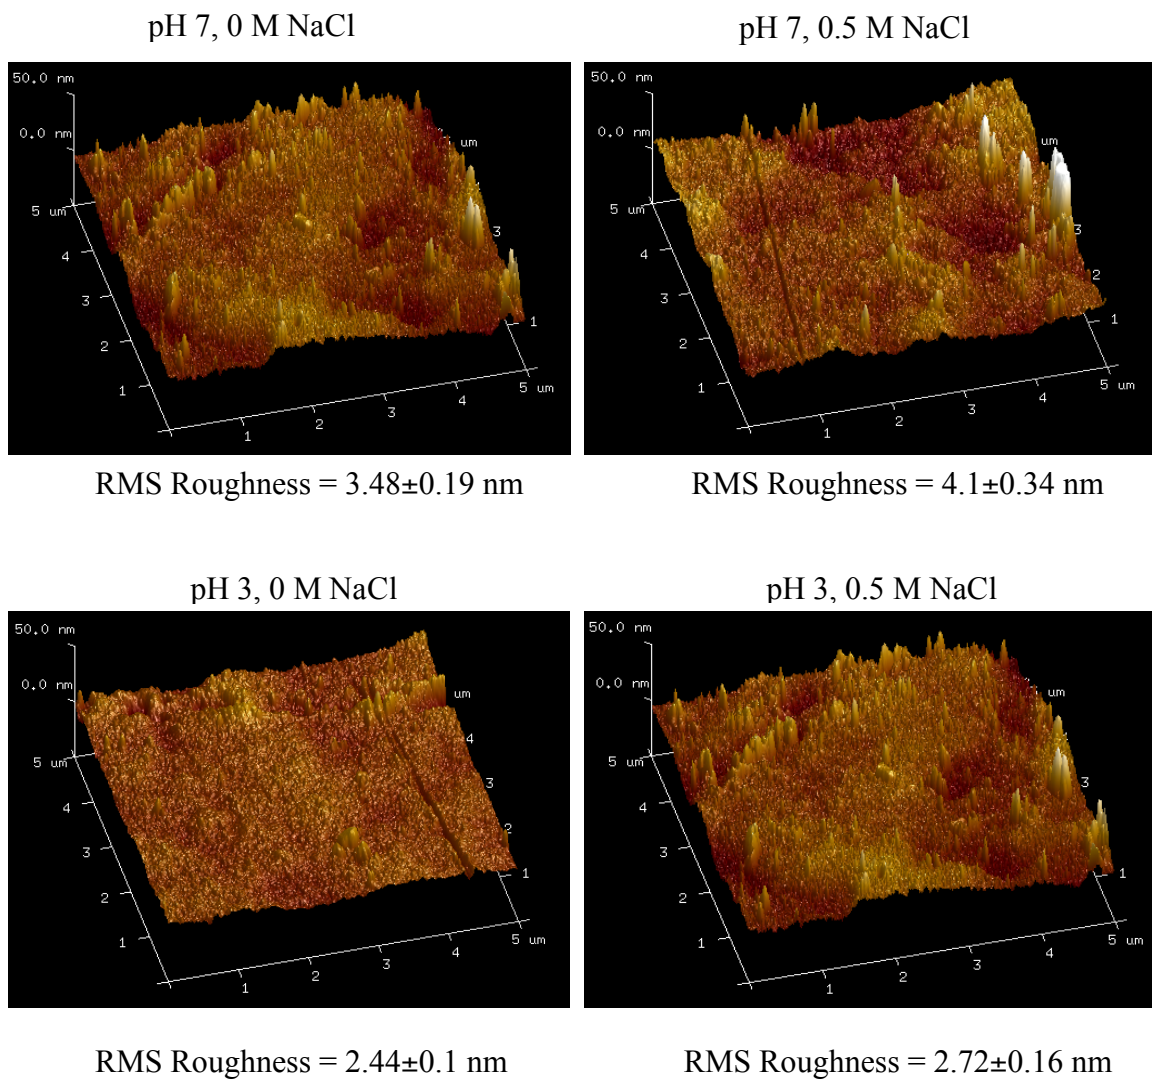 pH 7, 0 M NaCl
pH 7, 0.5 M NaCl
50.0 nm
0.0 nm
um
5 um
4
3
3
2
1
1
5 um
4
3
2
1
50.0 nm
0.0 nm
um
5 um
4
3
3
2
2
1
1
5 um
4
3
2
1
RMS Roughness = 3.48±0.19 nm
RMS Roughness = 4.1±0.34 nm
pH 3, 0 M NaCl
pH 3, 0.5 M NaCl
50.0 nm
0.0 nm
um
5 um
4
4
3
3
2
2
1
1
5 um
4
3
2
1
50.0 nm
0.0 nm
um
5 um
4
3
3
2
1
1
5 um
4
3
2
1
RMS Roughness = 2.44±0.1 nm
RMS Roughness = 2.72±0.16 nm